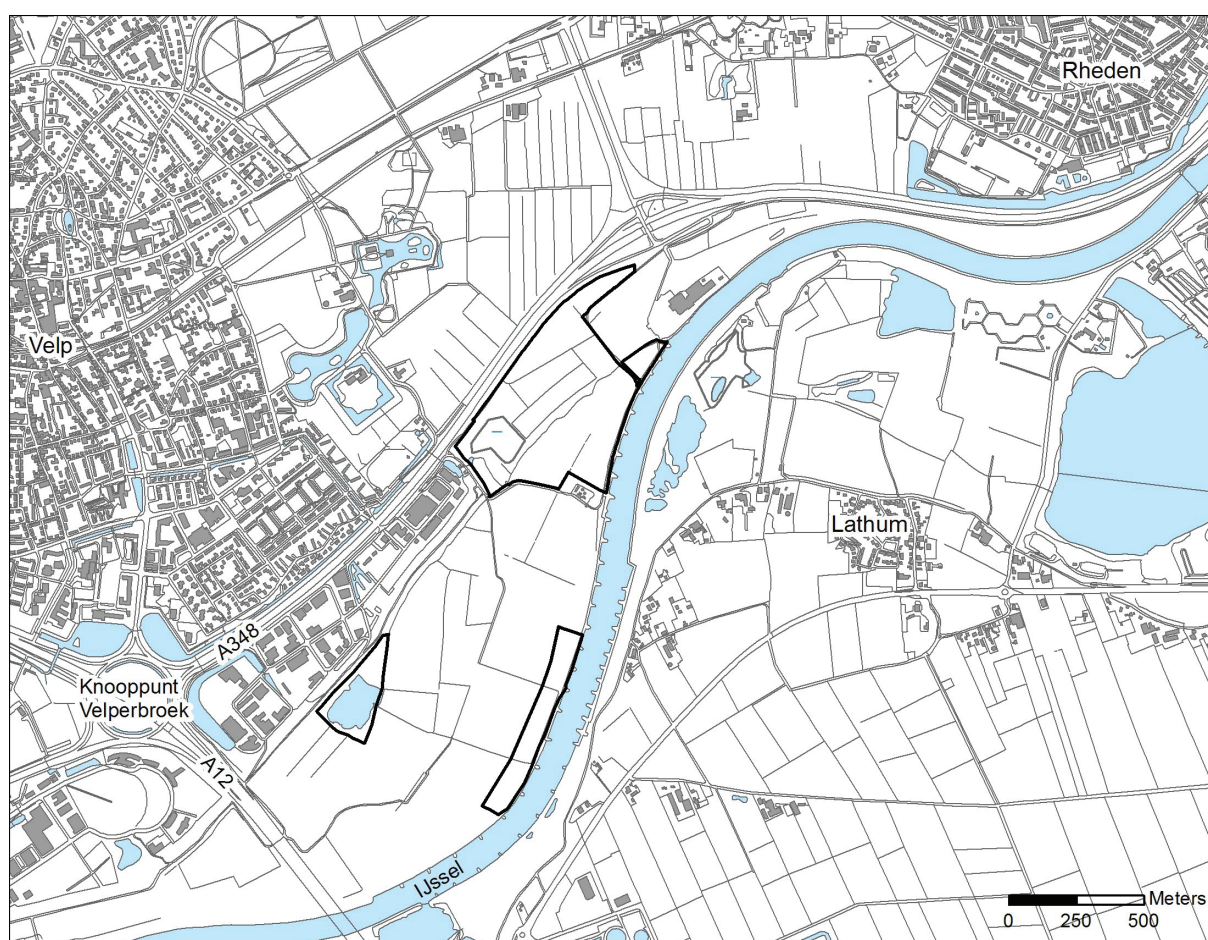 Rheden
Velp
Lathum
A348
Knooppunt
Velperbroek
A12
IJssel
Meters
0 250 500